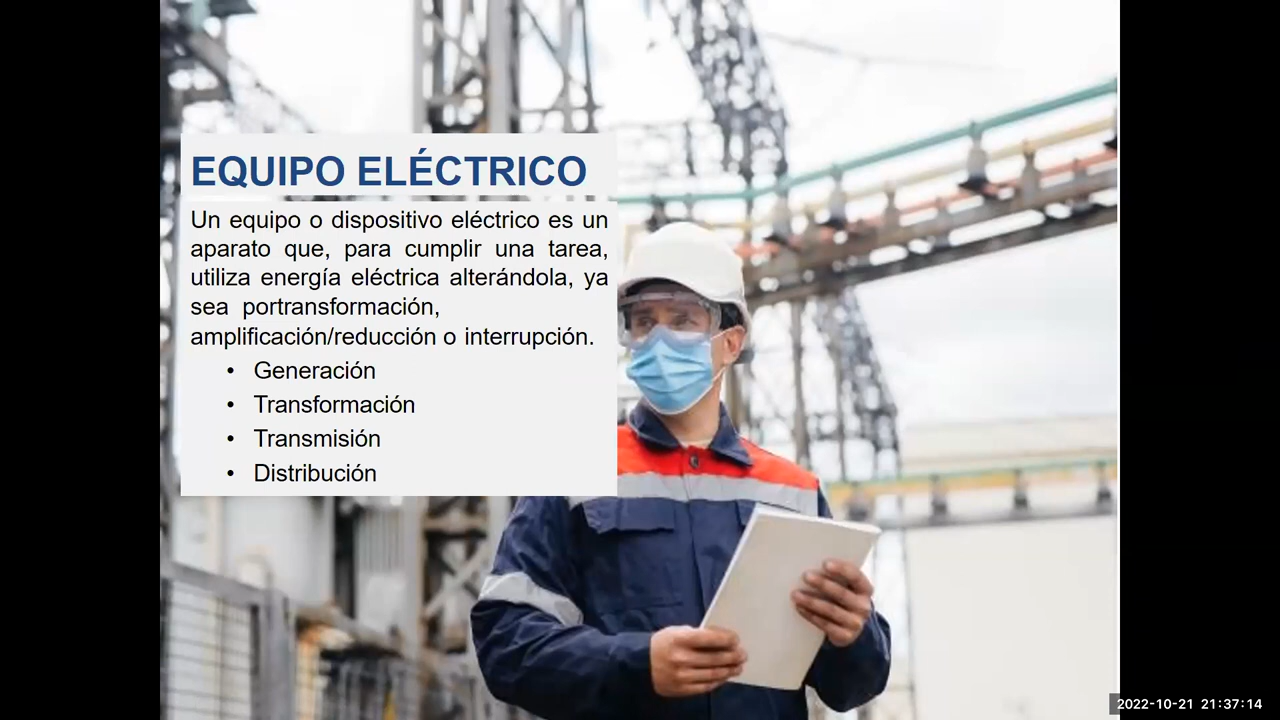 EQUIPO ELÉCTRICO
Un equipo o dispositivo eléctrico es un
aparato que, para cumplir una tarea,
utiliza energía eléctrica alterándola, ya
sea portransformación,
amplificación/reducción o interrupción.
• Generación
• Transformación
• Transmisión
• Distribución
2022-10-21 21:37:14